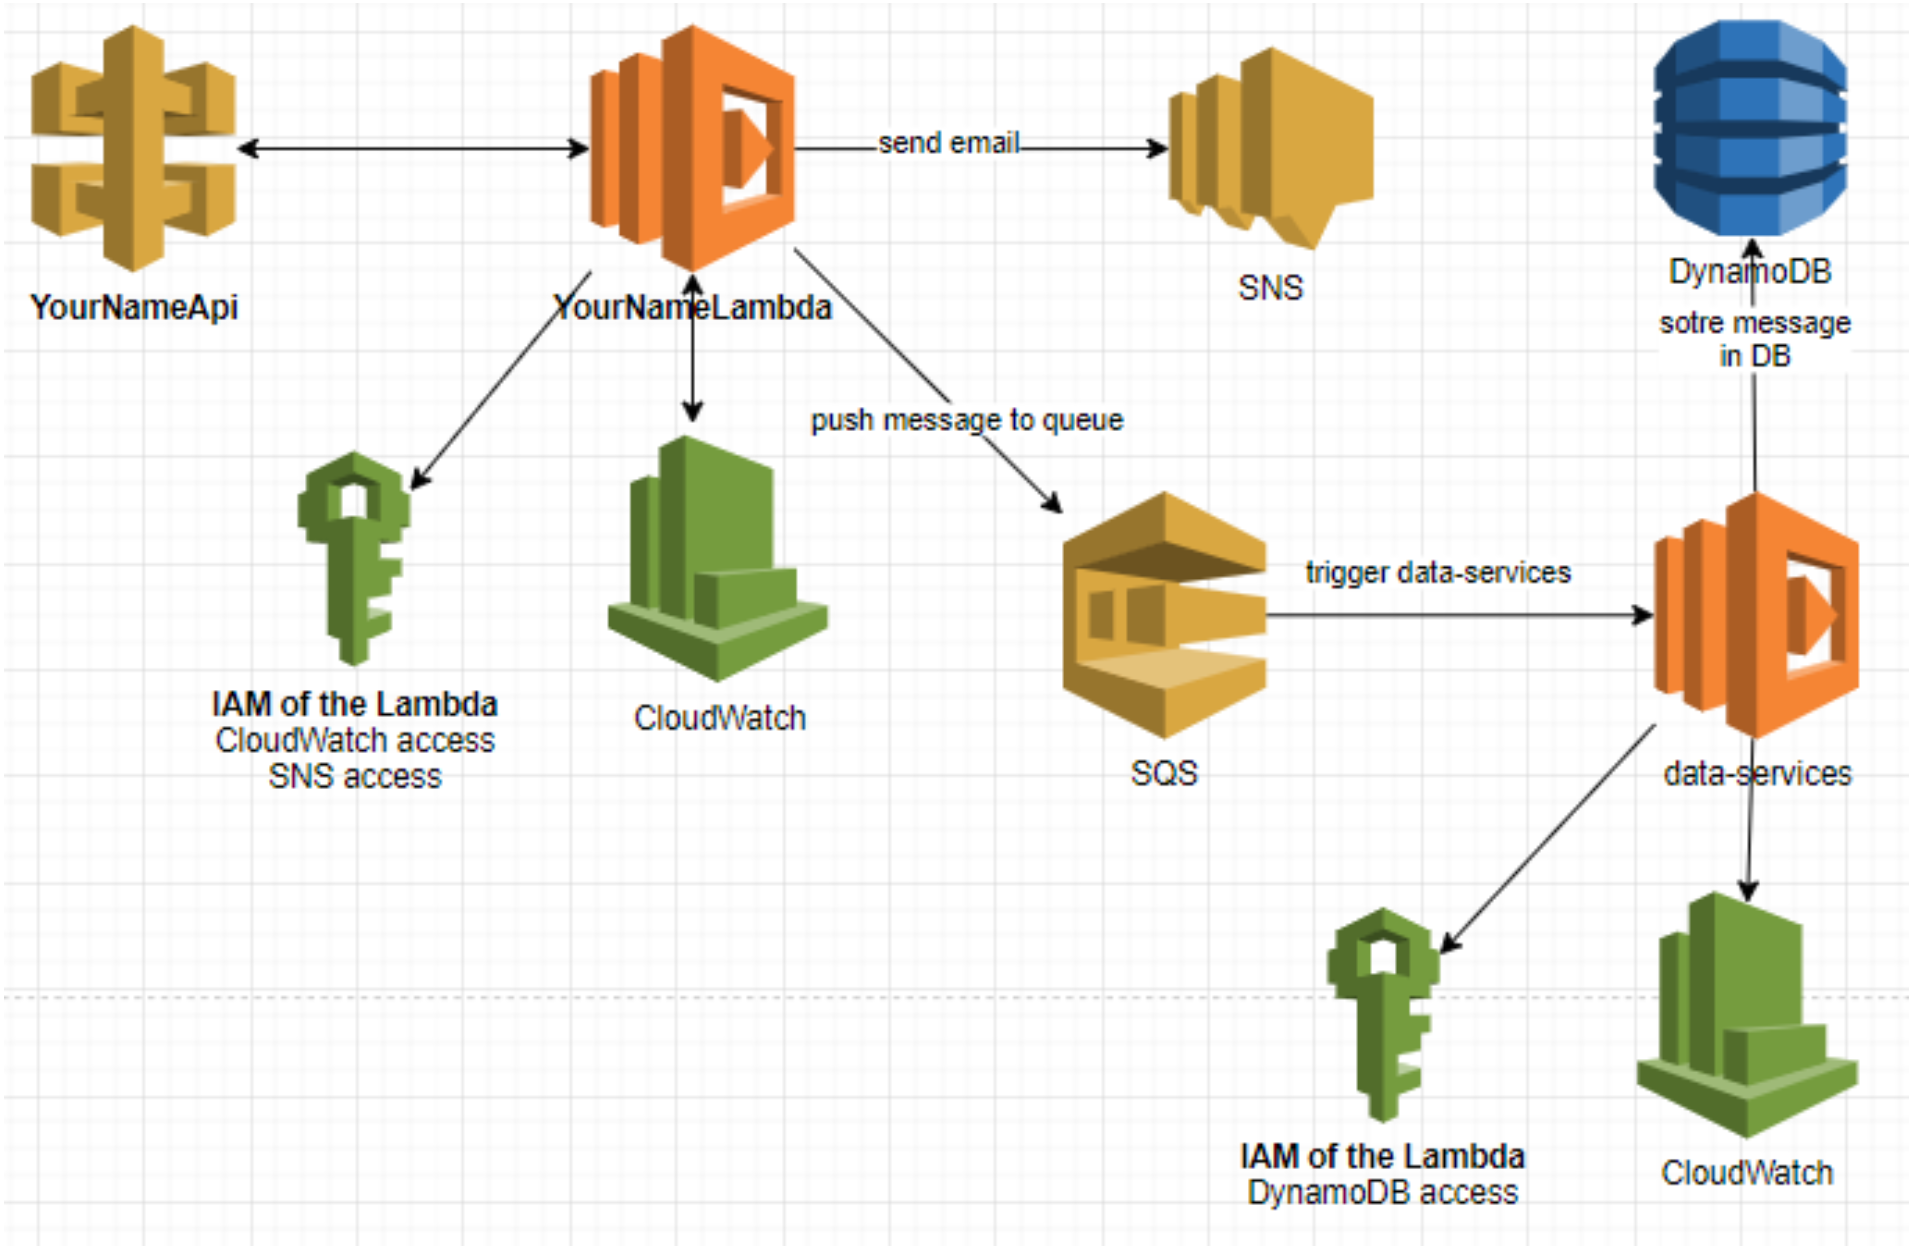 send email
YourNameApi
YourNameLambda
SNS
DynamoDB
sotre message
in DB
push message to queue
trigger data-services
IAM of the Lambda
CloudWatch access
SNS access
CloudWatch
SQS
data-services
IAM of the Lambda
DynamoDB access
CloudWatch